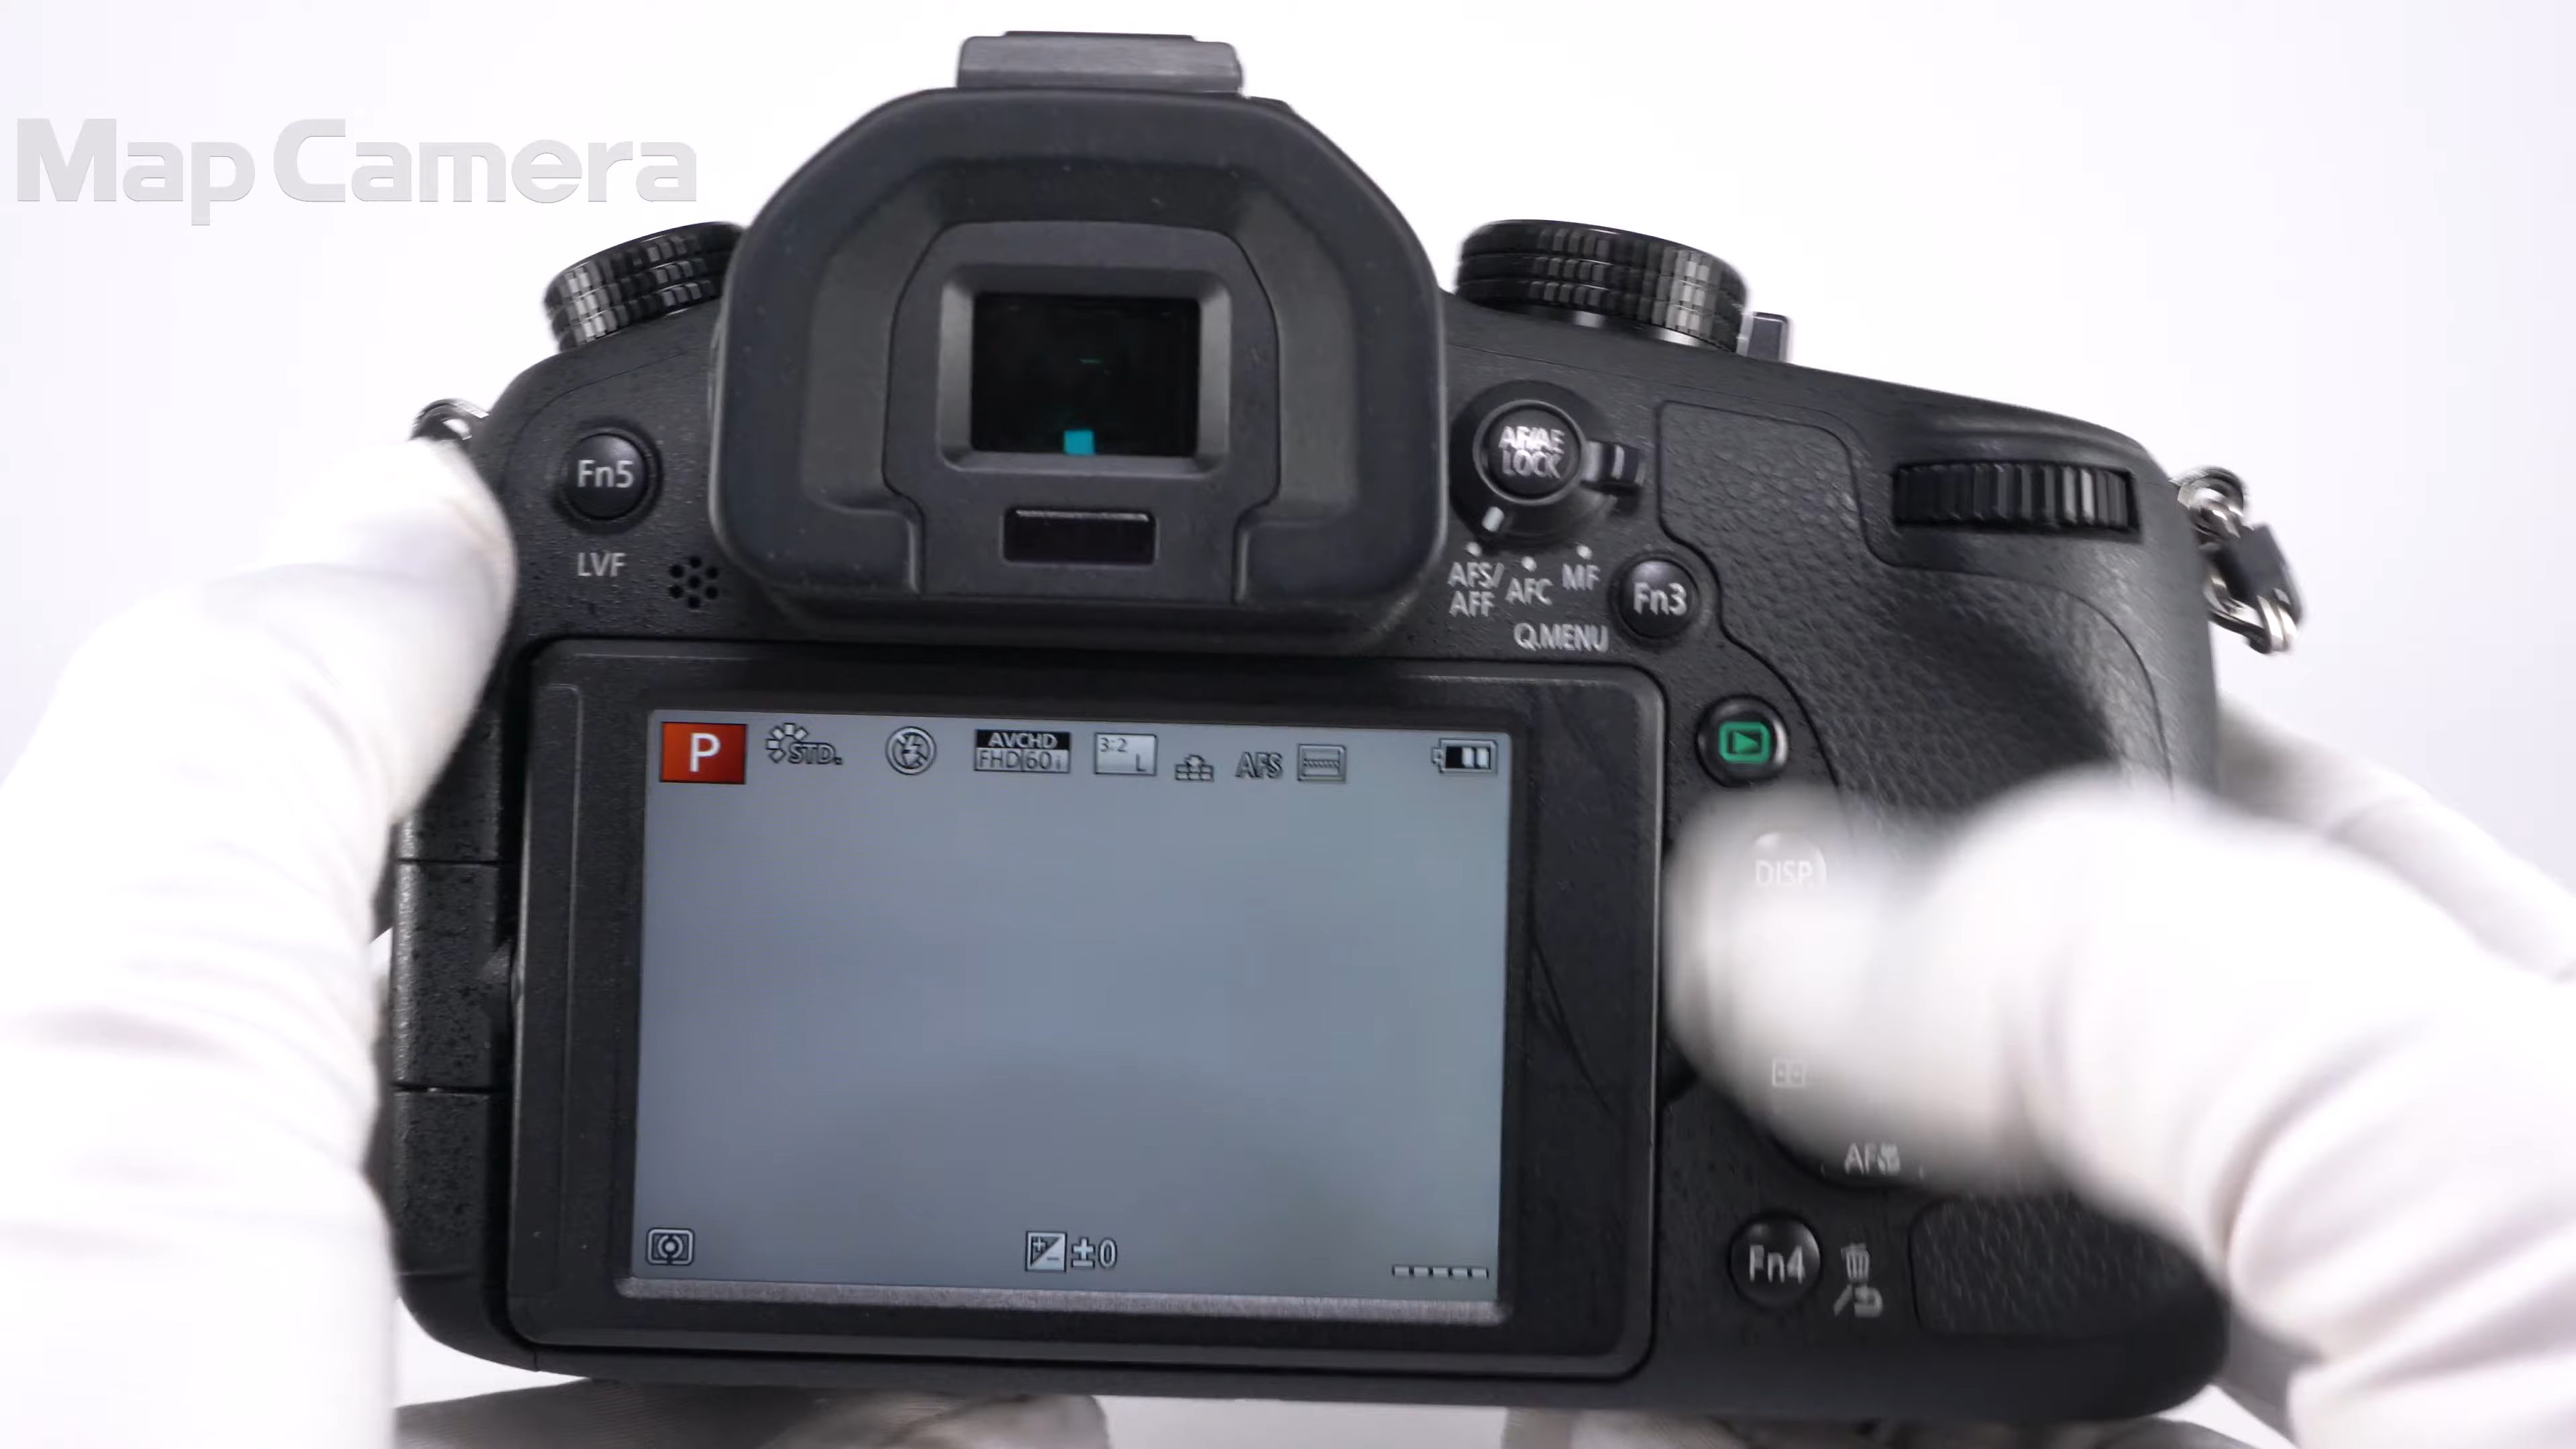 Map Camera
Fn5
LVF
AF/AE
LOCK
AFS/
AFF
AFC
MF
Fn3
Q.MENU
P
STD.
AVCHD
FHD 60i
3:2
L
AFS
±0
DISP.
AF
Fn4